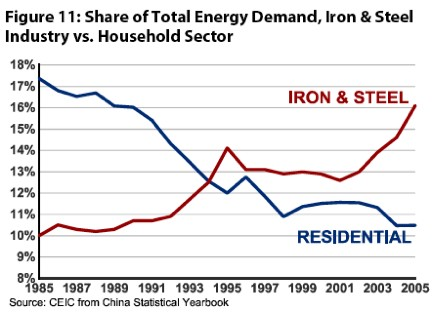 Figure 11: Share of Total Energy Demand, Iron & Steel
Industry vs. Household Sector
18%
17%
16%
15%
14%
13%
12%
11%
10%
9%
8%
IRON & STEEL
RESIDENTIAL
1985 1987 1989 1991 1993 1995 1997 1999 2001 2003 2005
Source: CEIC from China Statistical Yearbook